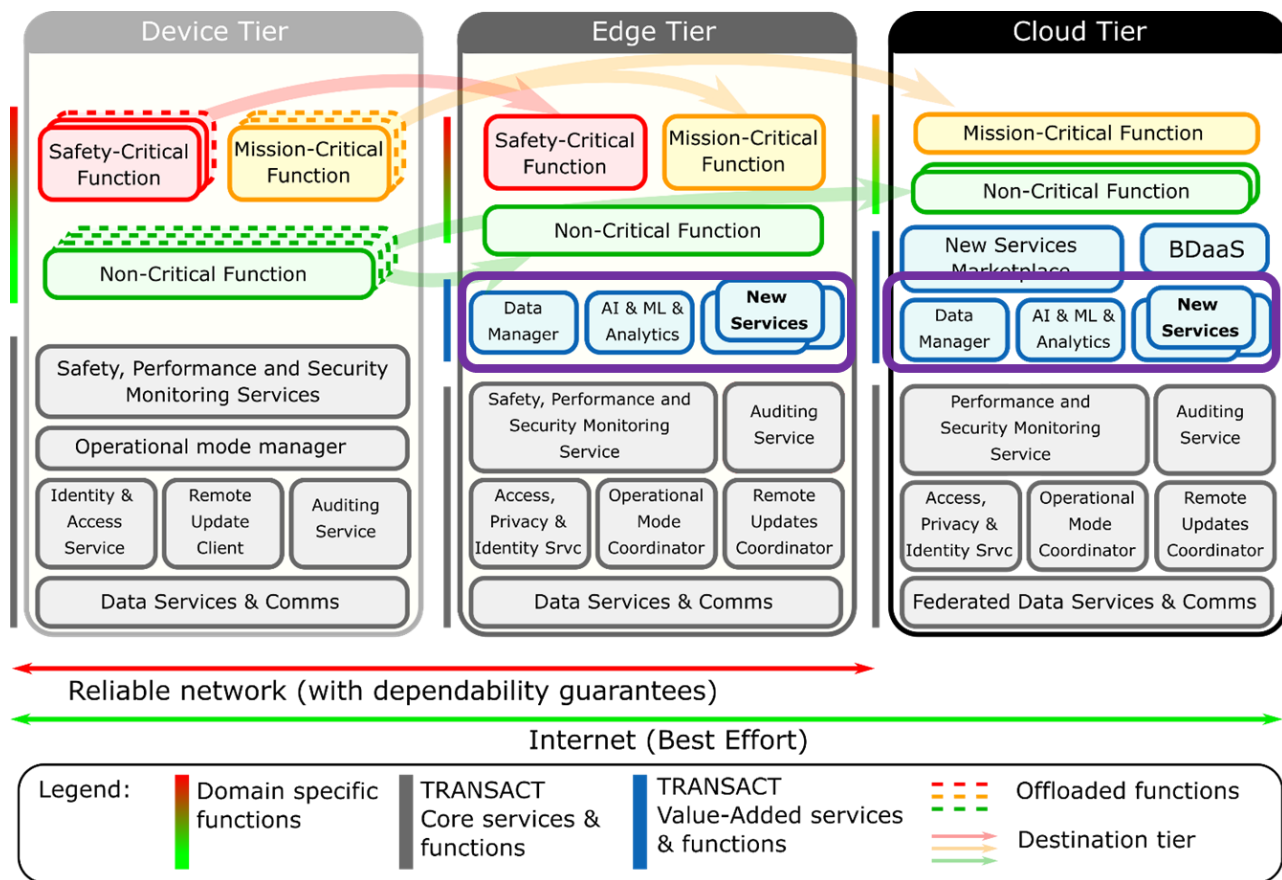 Device Tier
Safety-Critical
Function
Mission-Critical
Function
Non-Critical Function
Safety, Performance and Security
Monitoring Services
Operational mode manager
Identity &
Access
Service
Remote
Update
Client
Auditing
Service
Data Services & Comms
Edge Tier
Safety-Critical
Function
Mission-Critical
Function
Non-Critical Function
Data
Manager
AI & ML &
Analytics
New
Services
Safety, Performance and
Security Monitoring
Service
Auditing
Service
Access,
Privacy &
Identity Srvc
Operational
Mode
Coordinator
Remote
Updates
Coordinator
Data Services & Comms
Cloud Tier
Mission-Critical Function
Non-Critical Function
New Services
Marketplace
BDaaS
Data
Manager
AI & ML &
Analytics
New
Services
Performance and
Security Monitoring
Service
Auditing
Service
Access,
Privacy &
Identity Srvc
Operational
Mode
Coordinator
Remote
Updates
Coordinator
Federated Data Services & Comms
Reliable network (with dependability guarantees)
Internet (Best Effort)
Legend:
Domain specific
functions
TRANSACT
Core services &
functions
TRANSACT
Value-Added services
& functions
Offloaded functions
Destination tier